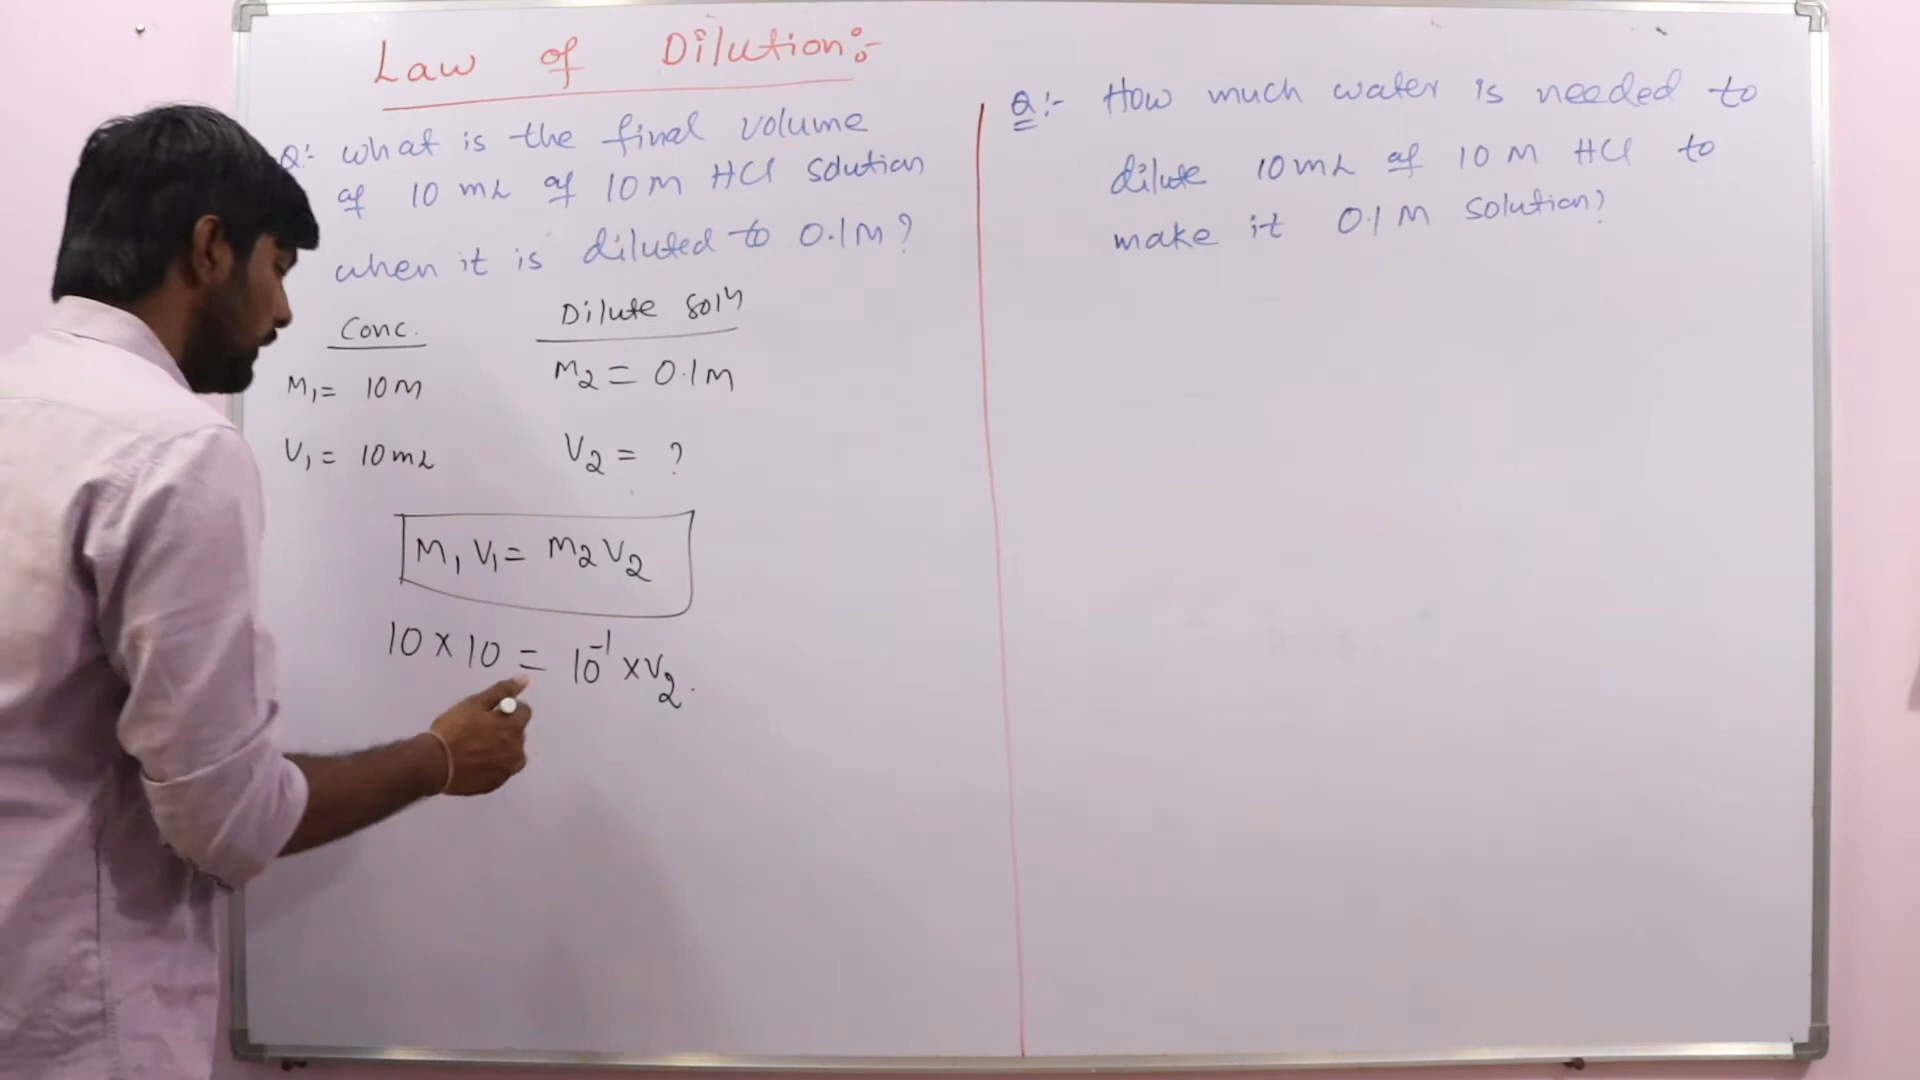 Law of Dilution:-
Q:- What is the final volume
of 10 mL of 10M HCl Solution
when it is diluted to 0.1M?
Conc. Dilute Solⁿ
M₁= 10M M₂ = 0.1M
V₁= 10mL V₂ = ?
M₁V₁= M₂V₂
10 × 10 = 10⁻¹ × V₂.
Q:- How much water is needed to
dilute 10mL of 10 M HCl to
make it 0.1 M Solution?